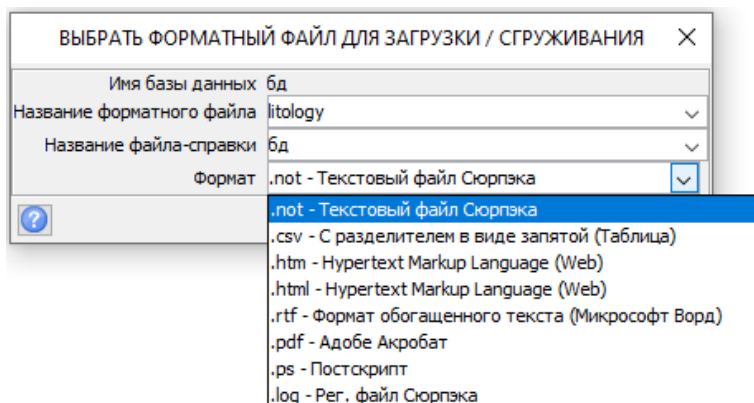 ВЫБРАТЬ ФОРМАТНЫЙ ФАЙЛ ДЛЯ ЗАГРУЗКИ / СГРУЖИВАНИЯ
Имя базы данных бд
Название форматного файла litology
Название файла-справки бд
Формат .not - Текстовый файл Сюрпэка
.not - Текстовый файл Сюрпэка
.csv - С разделителем в виде запятой (Таблица)
.htm - Hypertext Markup Language (Web)
.html - Hypertext Markup Language (Web)
.rtf - Формат обогащенного текста (Микрософт Ворд)
.pdf - Адобе Акробат
.ps - Постскрипт
.log - Рег. файл Сюрпэка